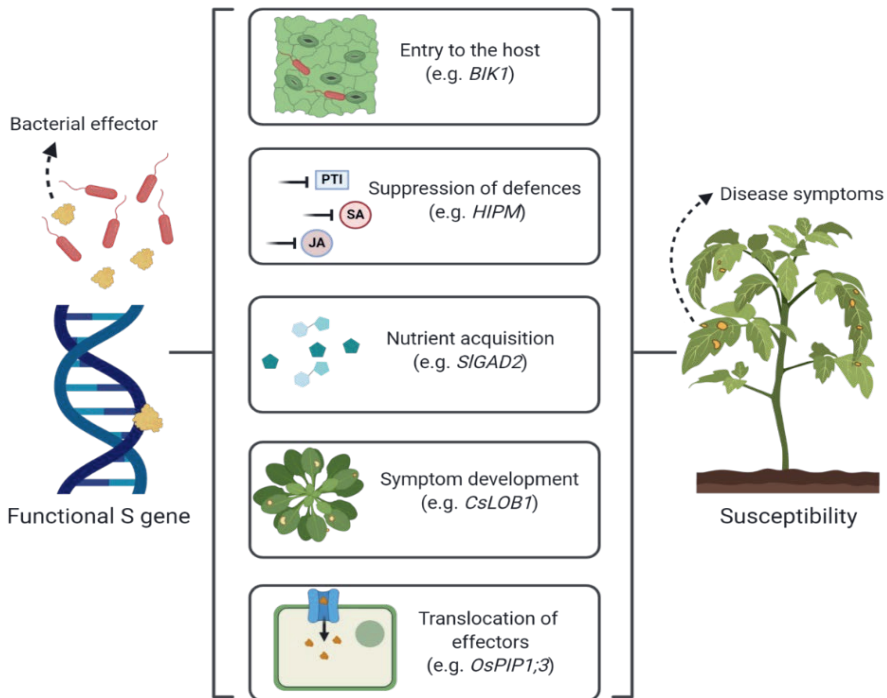 Bacterial effector
Functional S gene
Entry to the host
(e.g. BIK1)
PTI
SA
JA
Suppression of defences
(e.g. HIPM)
Nutrient acquisition
(e.g. SlGAD2)
Symptom development
(e.g. CsLOB1)
Translocation of
effectors
(e.g. OsPIP1;3)
Disease symptoms
Susceptibility